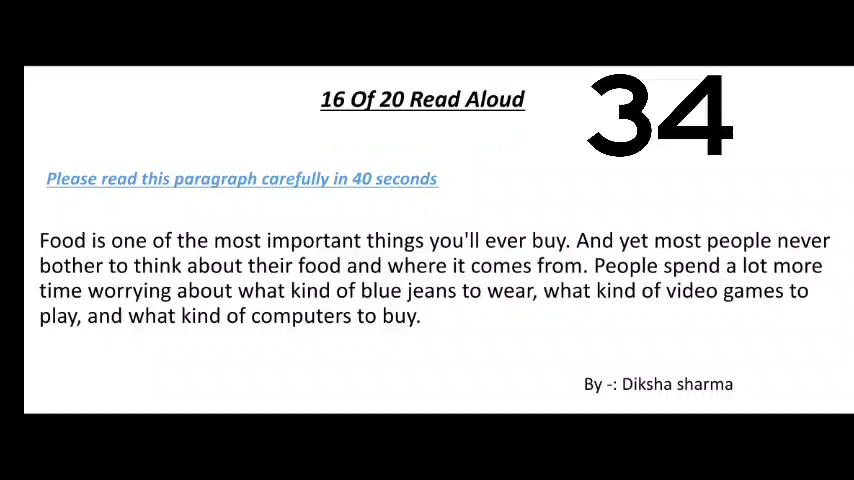 16 Of 20 Read Aloud
34
Please read this paragraph carefully in 40 seconds
Food is one of the most important things you'll ever buy. And yet most people never
bother to think about their food and where it comes from. People spend a lot more
time worrying about what kind of blue jeans to wear, what kind of video games to
play, and what kind of computers to buy.
By -: Diksha sharma